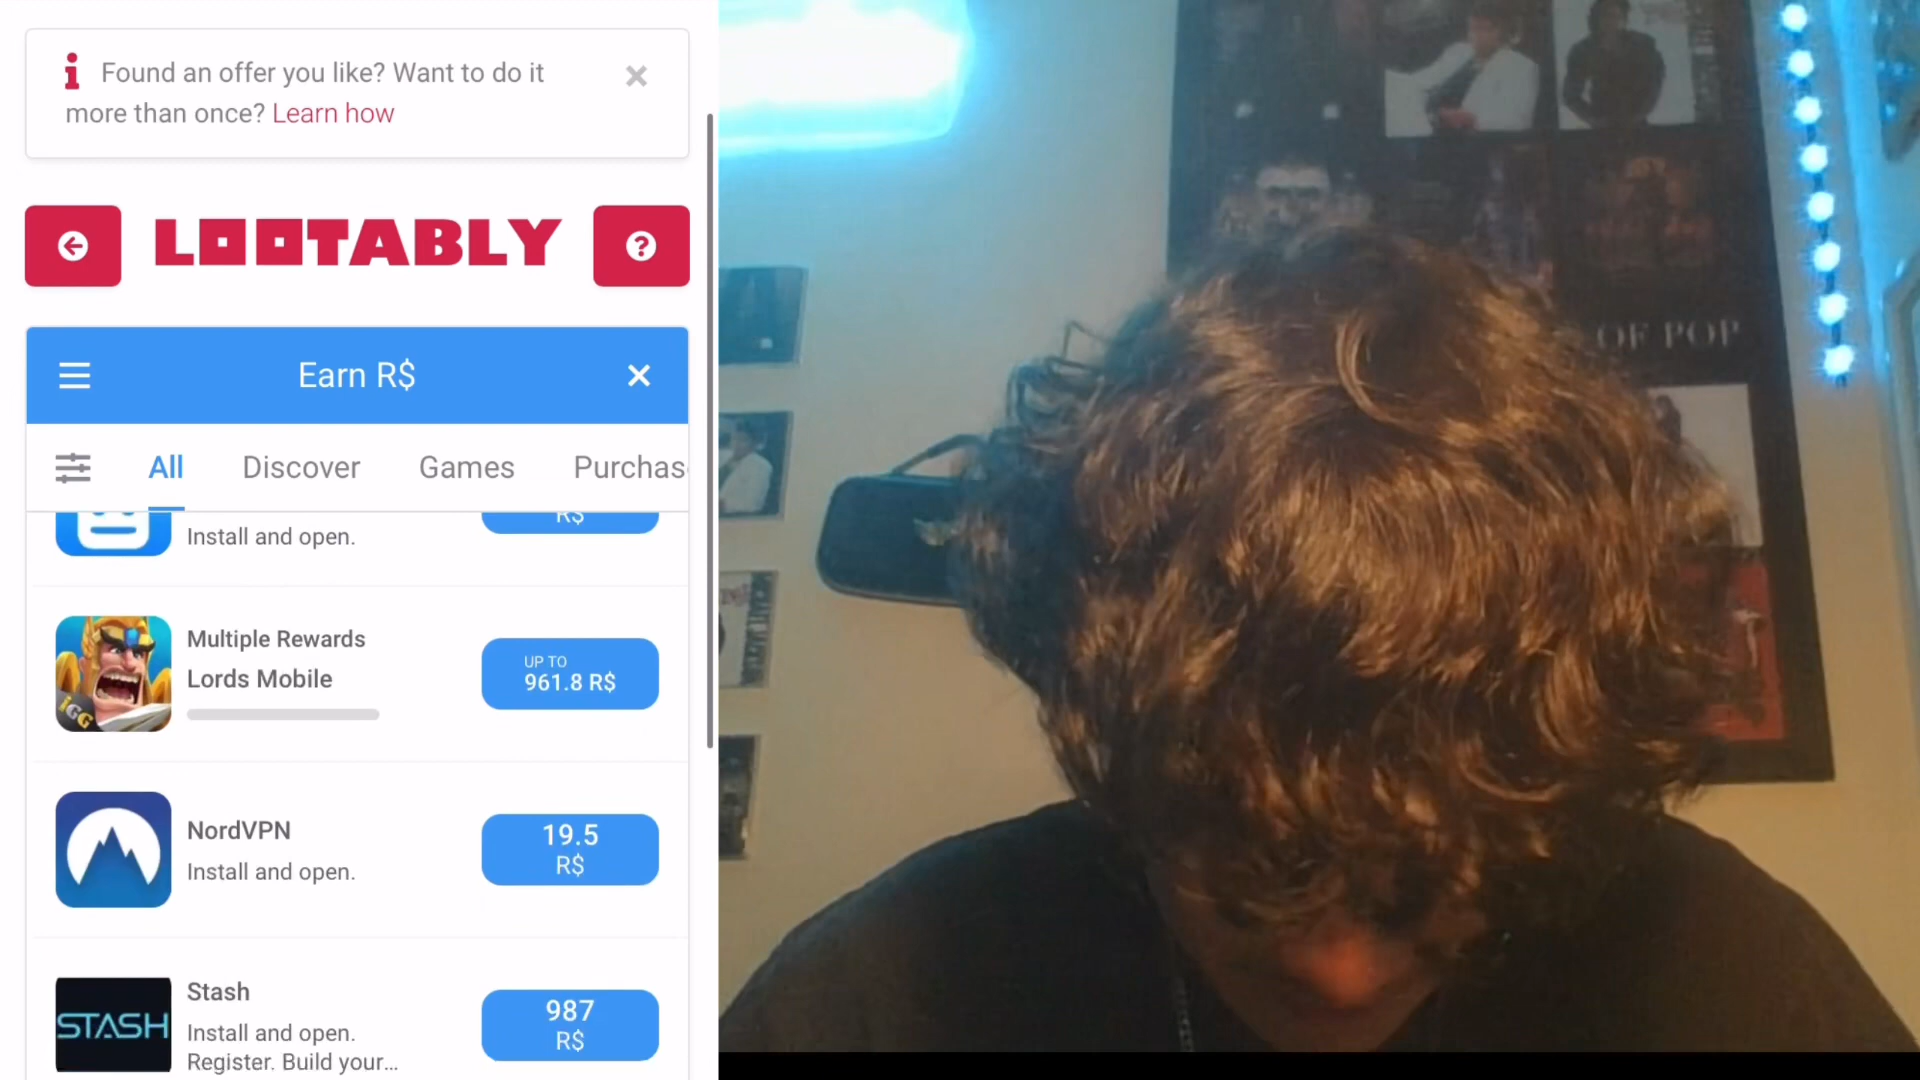 Found an offer you like? Want to do it
more than once? Learn how
LOOTABLY
Earn R$
All Discover Games Purchas
R$
Install and open.
Multiple Rewards
Lords Mobile
UP TO
961.8 R$
IGG
NordVPN
Install and open.
19.5
R$
Stash
Install and open.
Register. Build your...
987
R$
STASH
OF POP